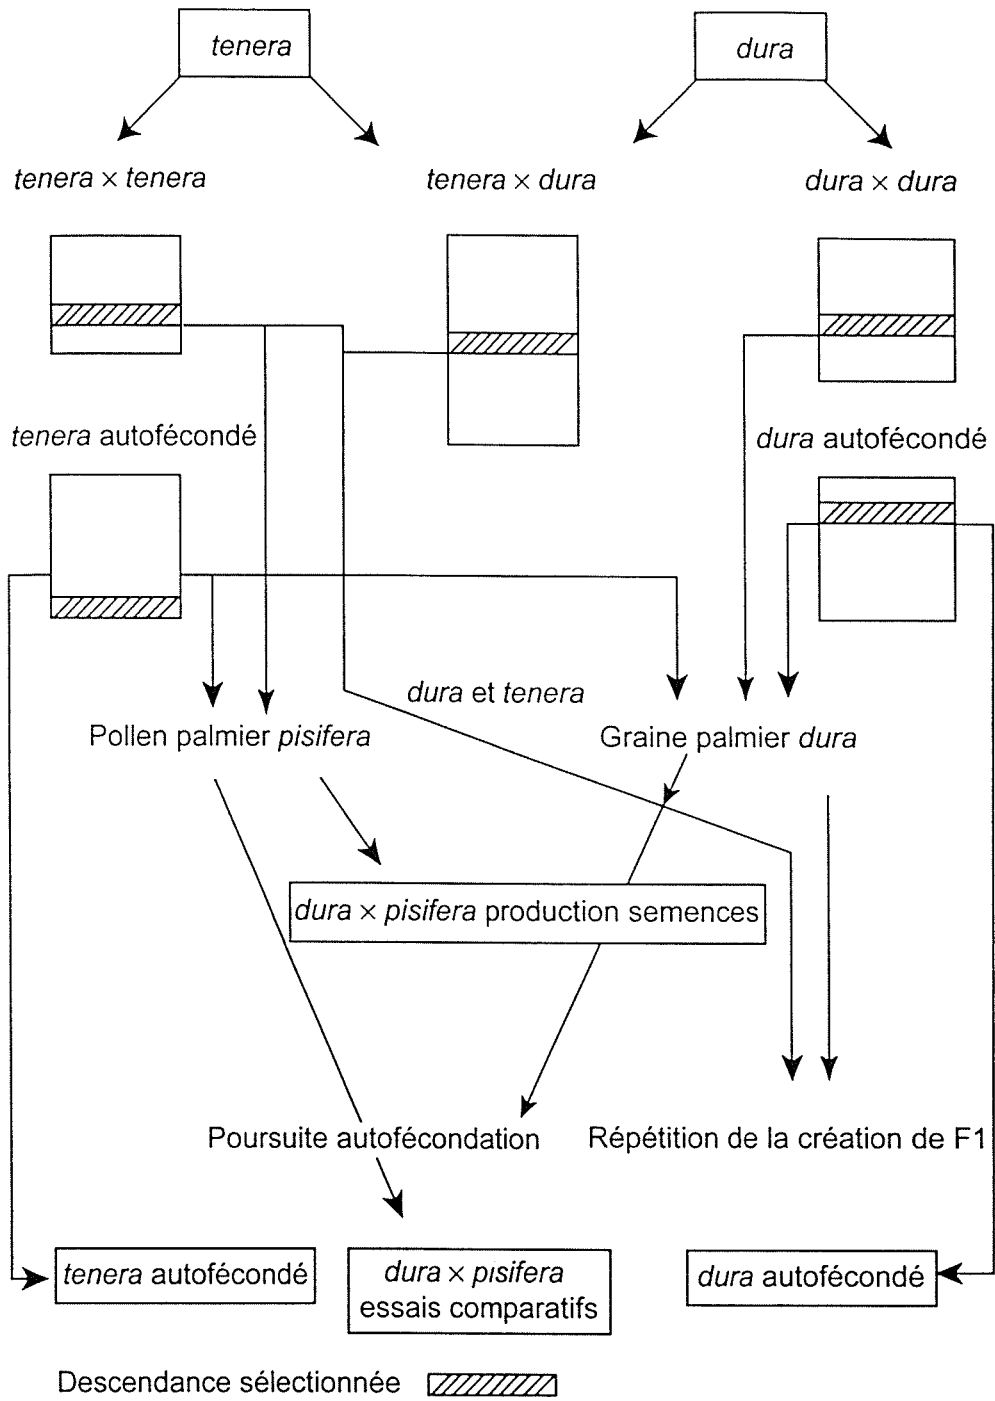 tenera
dura
tenera × tenera
tenera × dura
dura × dura
tenera autofécondé
dura autofécondé
dura et tenera
Pollen palmier pisifera
Graine palmier dura
dura × pisifera production semences
Poursuite autofécondation
Répétition de la création de F1
tenera autofécondé
dura × pisifera
essais comparatifs
dura autofécondé
Descendance sélectionnée